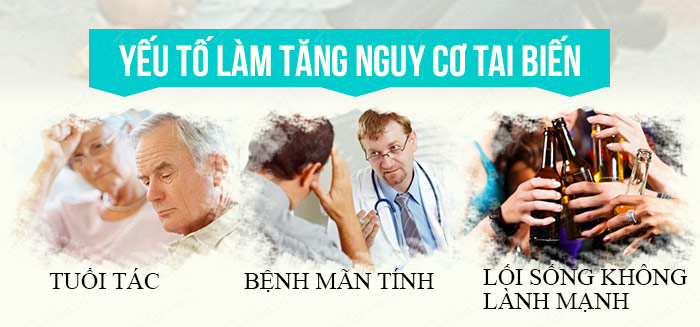 YẾU TỐ LÀM TĂNG NGUY CƠ TAI BIẾN
TUỔI TÁC
BỆNH MÃN TÍNH
LỐI SỐNG KHÔNG
LÀNH MẠNH